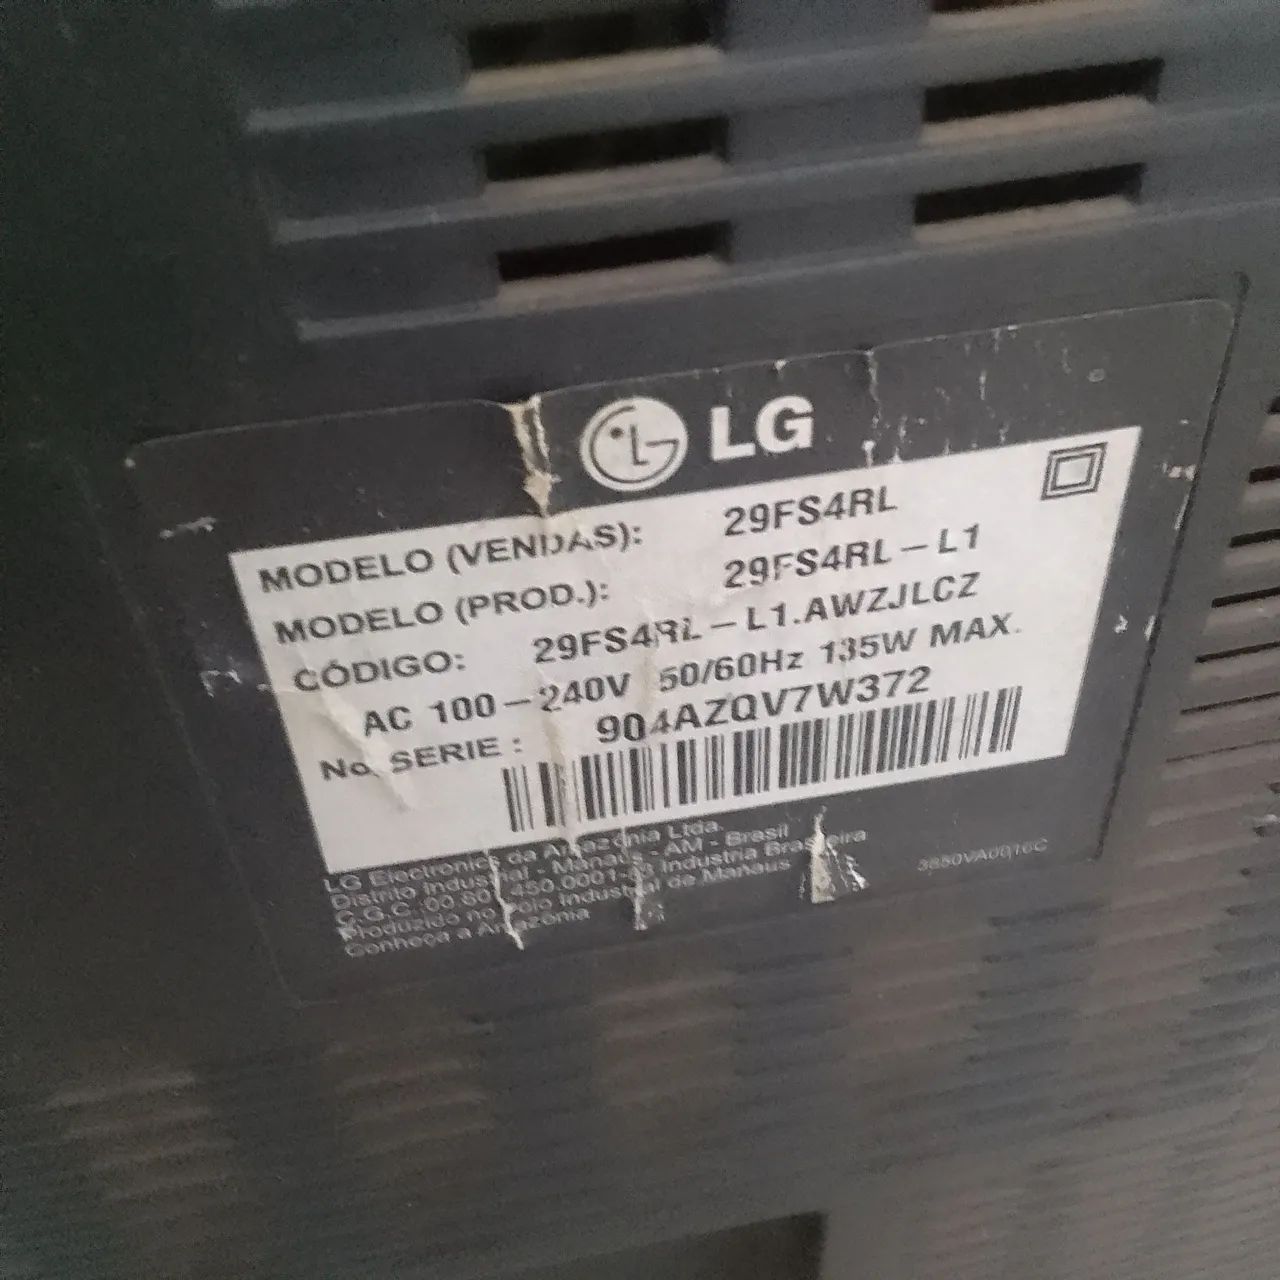 LG
MODELO (VENDAS): 29FS4RL
MODELO (PROD.): 29FS4RL-L1
CÓDIGO: 29FS4RL-L1.AWZJLCZ
AC 100-240V 50/60Hz 135W MAX.
No. SERIE : 904AZQV7W372
LG Electronics da Amazônia Ltda.
Distrito Industrial - Manaus - AM - Brasil
C.G.C.: Industria Brasileira
Produzido no Polo Industrial de Manaus
Conheça a Amazônia
3850VA0016C